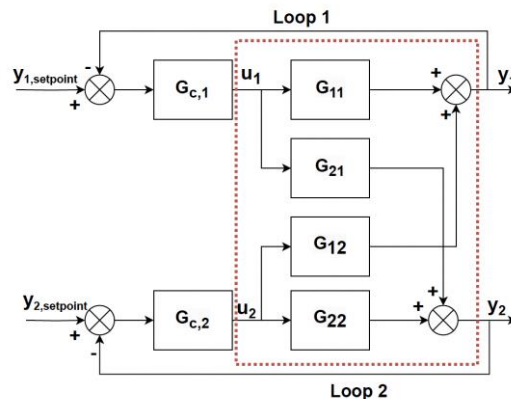 Loop 1
-
y1,setpoint
+
Gc,1
u1
G11
+
+
G21
G12
+
+
y2,setpoint
+
-
Gc,2
u2
G22
y2
Loop 2